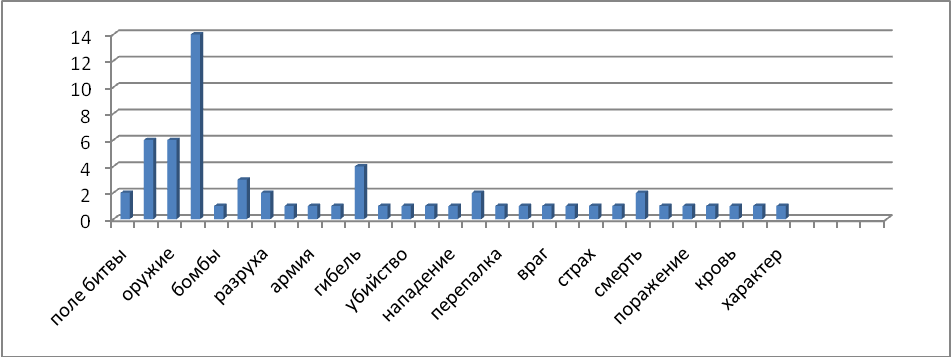 14
12
10
8
6
4
2
0
поле битвы
оружие
бомбы
разруха
армия
гибель
убийство
нападение
перепалка
враг
страх
смерть
поражение
кровь
характер